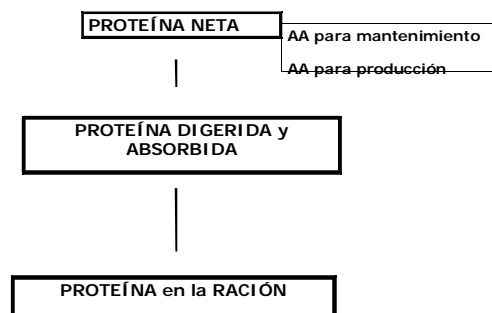 PROTEÍNA NETA
AA para mantenimiento
AA para producción
PROTEÍNA DIGERIDA y
ABSORBIDA
PROTEÍNA en la RACIÓN